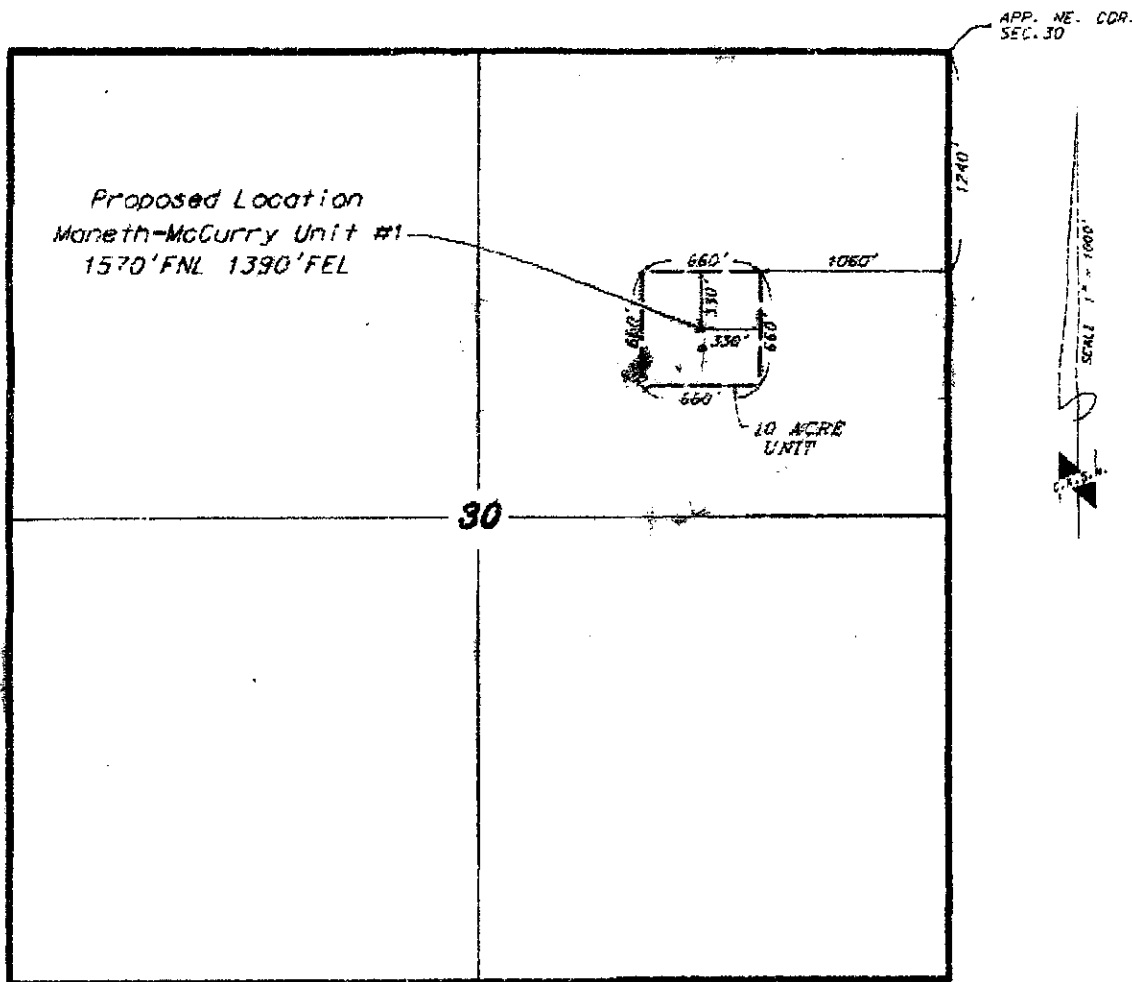 APP. NE. COR.
SEC. 30
1240'
Proposed Location
Maneth-McCurry Unit #1
1570'FNL 1390'FEL
660'
1060'
330'
660'
330'
660'
660'
10 ACRE
UNIT
SCALE 1" = 1000'
30